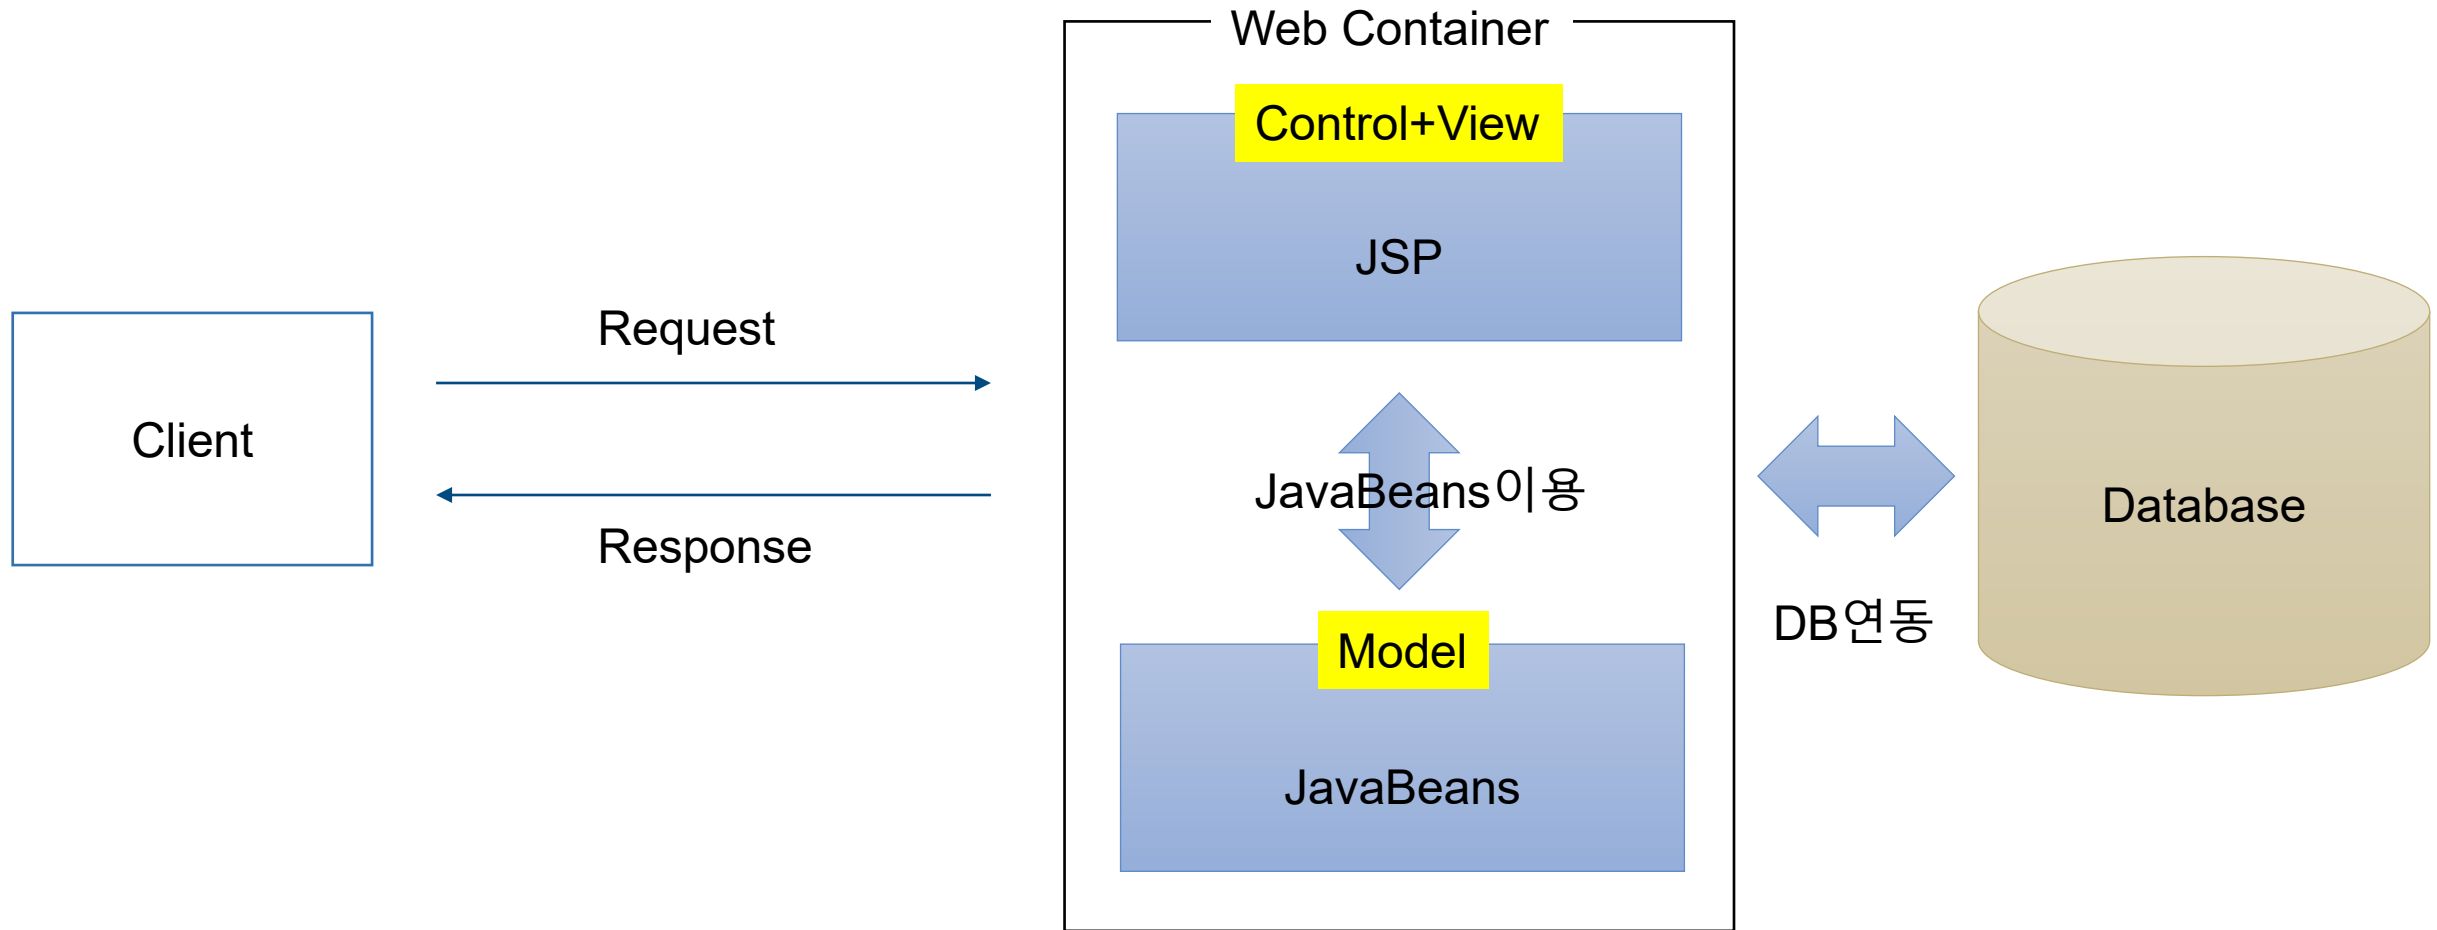 Web Container
Control+View
JSP
Request
Client
JavaBeans이용
Response
Database
DB연동
Model
JavaBeans